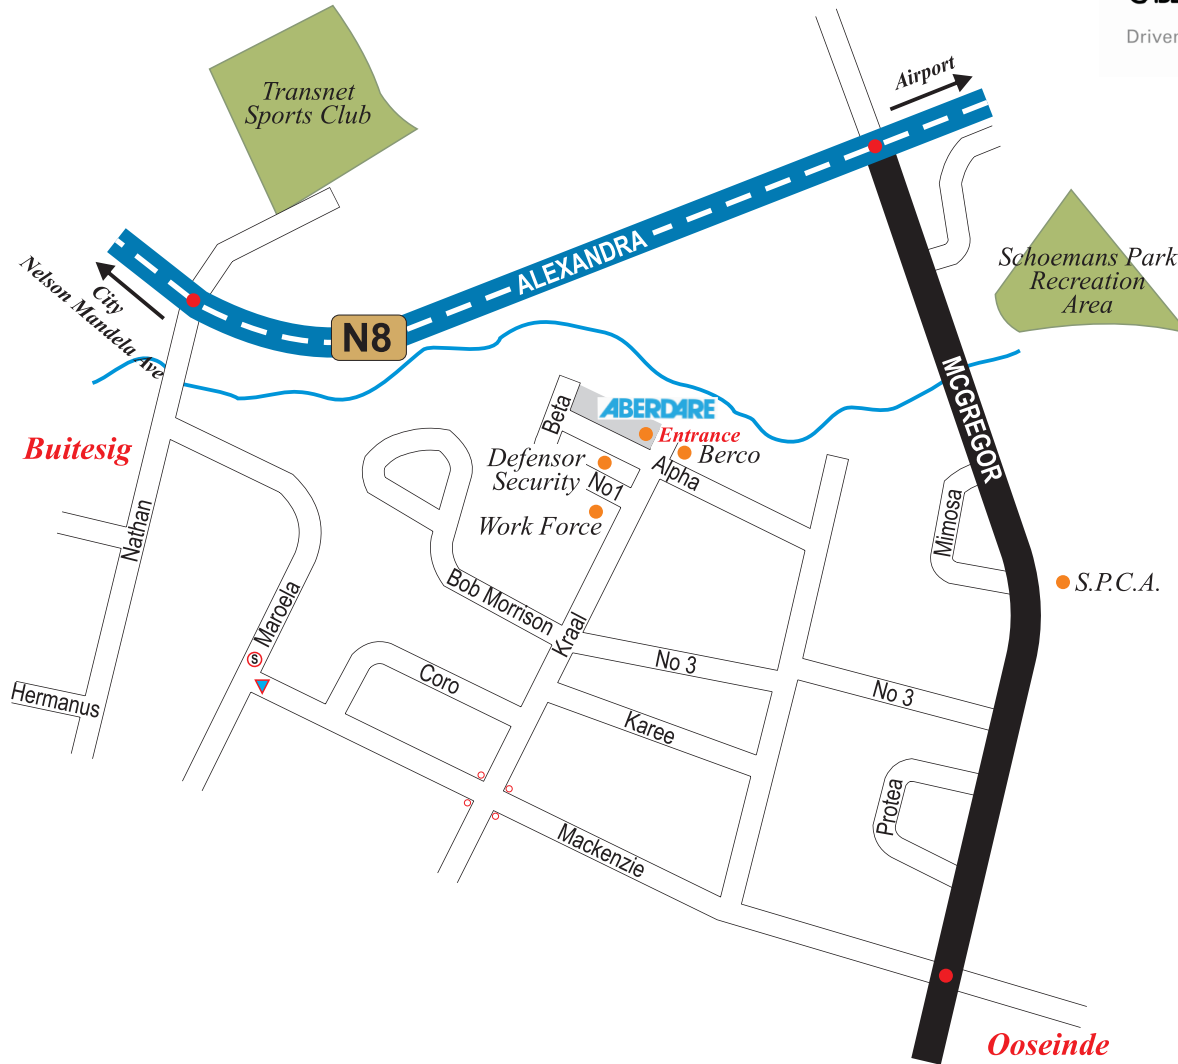 Driver
Airport
Transnet
Sports Club
ALEXANDRA
Schoemans Park
Recreation
Area
City
Nelson Mandela Ave
N8
MCGREGOR
Beta
ABERDARE
Entrance
Berco
Alpha
Buitesig
Defensor
Security
No1
Work Force
Nathan
Mimosa
S.P.C.A.
Bob Morrison
Maroela
S
Kraal
No 3
Coro
No 3
Hermanus
Karee
Protea
Mackenzie
Ooseinde